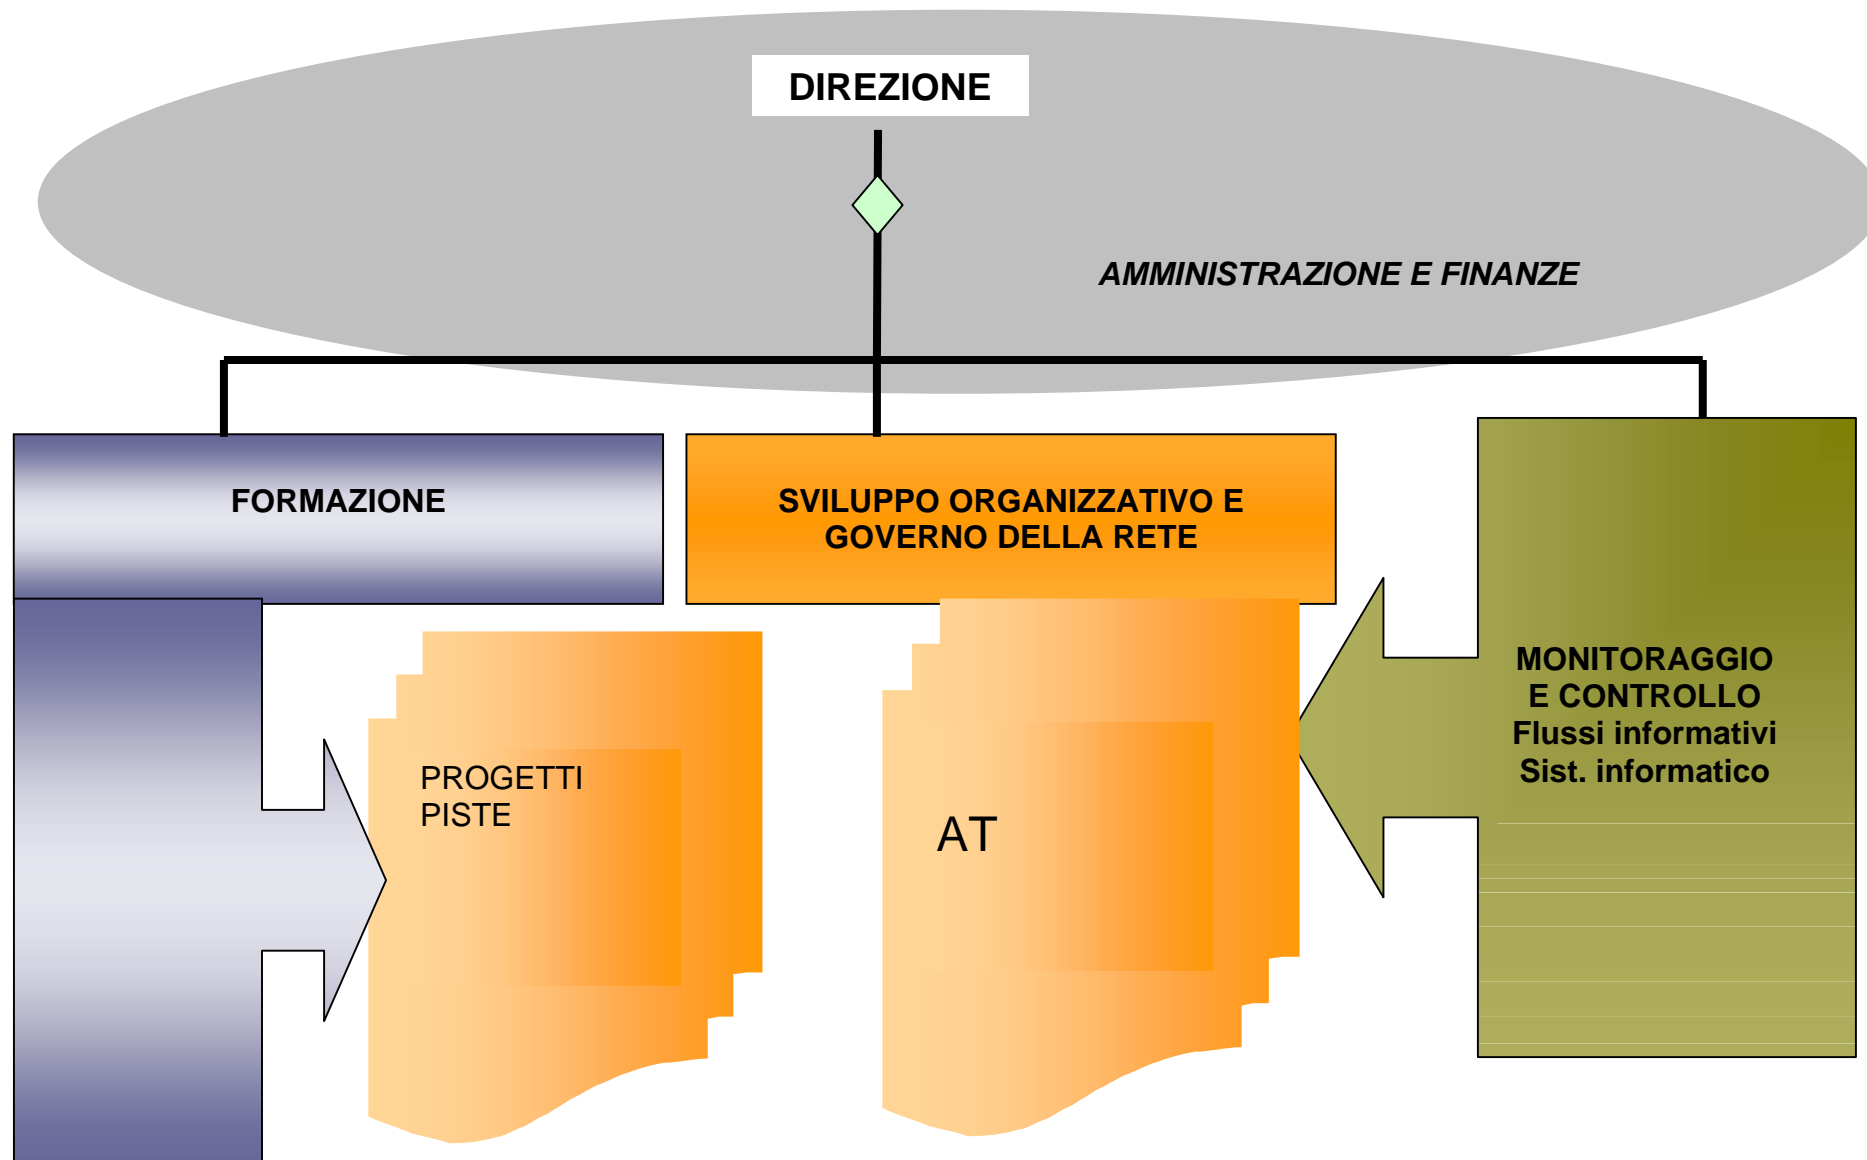 DIREZIONE
AMMINISTRAZIONE E FINANZE
FORMAZIONE
SVILUPPO ORGANIZZATIVO E
GOVERNO DELLA RETE
MONITORAGGIO
E CONTROLLO
Flussi informativi
Sist. informatico
PROGETTI
PISTE
AT